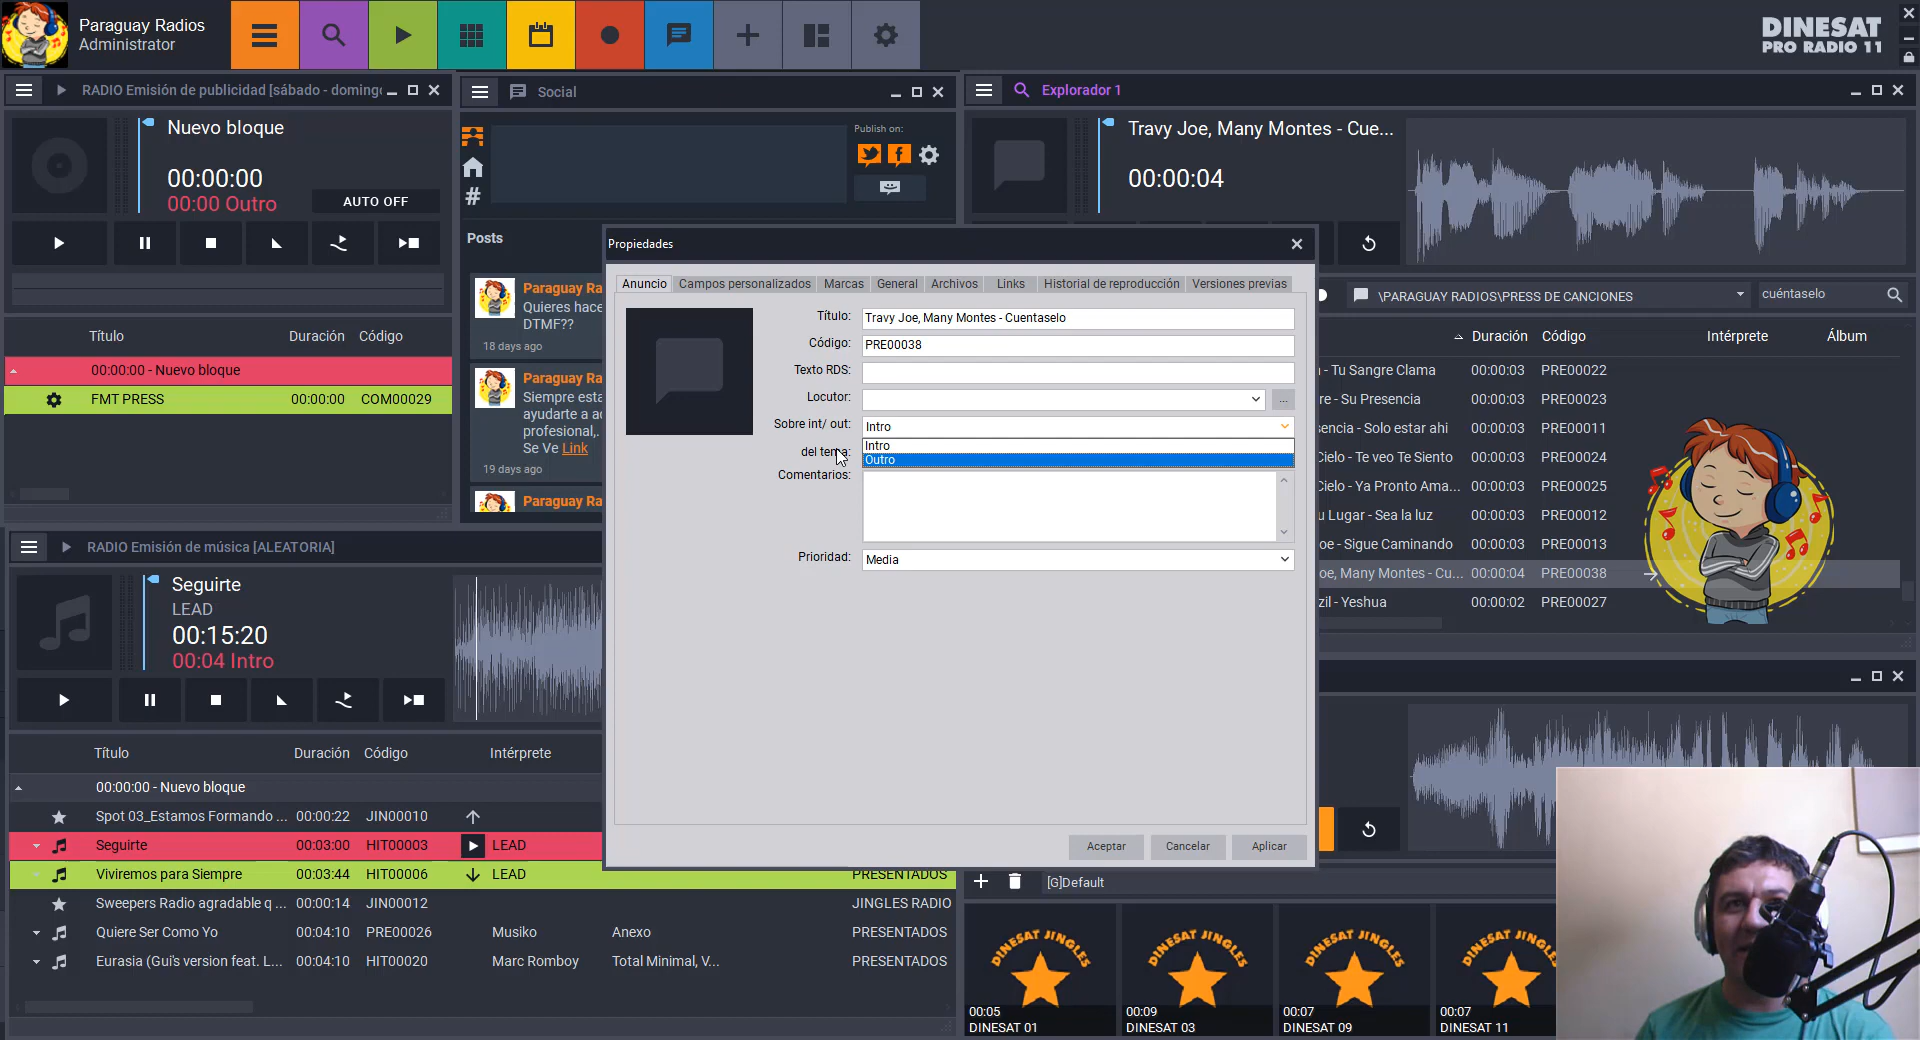 Paraguay Radios
Administrator
DINESAT
PRO RADIO 11
RADIO Emisión de publicidad [sábado - doming
Nuevo bloque
00:00:00
00:00 Outro
AUTO OFF
Título Duración Código
00:00:00 - Nuevo bloque
FMT PRESS 00:00:00 COM00029
Social
Publish on:
#
Posts
Paraguay Ra
Quieres hace
DTMF??
18 days ago
Paraguay Ra
Siempre esta
ayudarte a ad
profesional,.
Se Ve Link
19 days ago
Paraguay Ra
Explorador 1
Travy Joe, Many Montes - Cue...
00:00:04
\PARAGUAY RADIOS\PRESS DE CANCIONES
cuéntaselo
Duración Código Intérprete Álbum
- Tu Sangre Clama 00:00:03 PRE00022
re - Su Presencia 00:00:03 PRE00023
sencia - Solo estar ahi 00:00:03 PRE00011
Cielo - Te veo Te Siento 00:00:03 PRE00024
Cielo - Ya Pronto Ama... 00:00:03 PRE00025
u Lugar - Sea la luz 00:00:03 PRE00012
oe - Sigue Caminando 00:00:03 PRE00013
oe, Many Montes - Cu... 00:00:04 PRE00038
zil - Yeshua 00:00:02 PRE00027
Propiedades
Anuncio Campos personalizados Marcas General Archivos Links Historial de reproducción Versiones previas
Título: Travy Joe, Many Montes - Cuentaselo
Código: PRE00038
Texto RDS:
Locutor: ...
Sobre int/ out: Intro
Intro
del tema: Outro
Comentarios:
Prioridad: Media
Aceptar Cancelar Aplicar
RADIO Emisión de música [ALEATORIA]
Seguirte
LEAD
00:15:20
00:04 Intro
Título Duración Código Intérprete
00:00:00 - Nuevo bloque
Spot 03_Estamos Formando ... 00:00:22 JIN00010
Seguirte 00:03:00 HIT00003 LEAD
Viviremos para Siempre 00:03:44 HIT00006 LEAD PRESENTADOS
Sweepers Radio agradable q ... 00:00:14 JIN00012 JINGLES RADIO
Quiere Ser Como Yo 00:04:10 PRE00026 Musiko Anexo PRESENTADOS
Eurasia (Gui's version feat. L... 00:04:10 HIT00020 Marc Romboy Total Minimal, V... PRESENTADOS
[G]Default
DINESAT JINGLES
00:05
DINESAT 01
DINESAT JINGLES
00:09
DINESAT 03
DINESAT JINGLES
00:07
DINESAT 09
DINESAT JINGLES
00:07
DINESAT 11